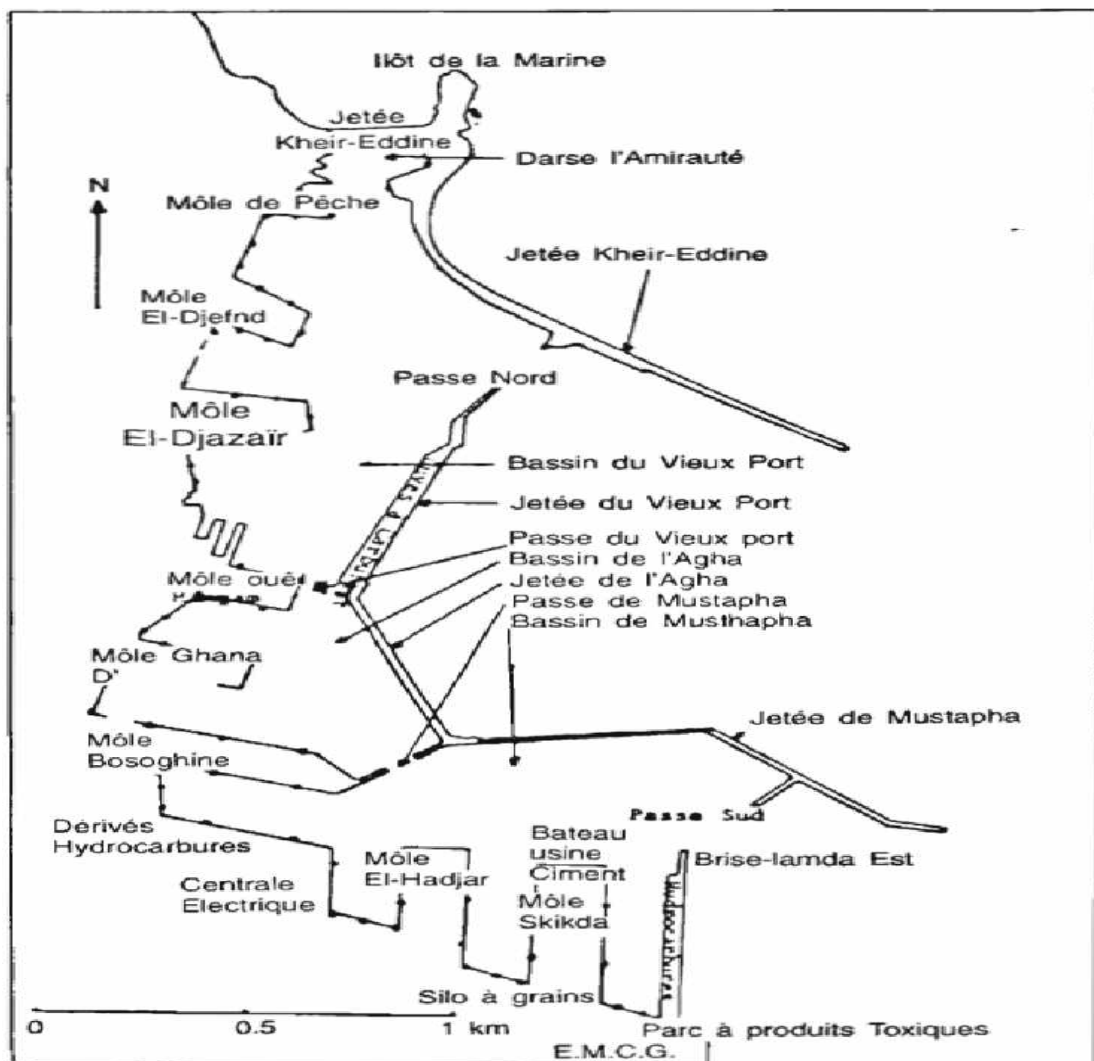 Ilôt de la Marine
Jetée
Kheir-Eddine
Darse l'Amirauté
N
Môle de Pêche
Jetée Kheir-Eddine
Môle
El-Djefnd
Passe Nord
Môle
El-Djazaïr
Bassin du Vieux Port
Jetée du Vieux Port
Passe du Vieux port
Bassin de l'Agha
Môle ouêl
Jetée de l'Agha
Passe de Mustapha
Bassin de Musthapha
Môle Ghana
D'
Jetée de Mustapha
Môle
Bosoghine
Passe Sud
Dérivés
Hydrocarbures
Bateau
usine
Ciment
Môle
El-Hadjar
Brise-lamda Est
Centrale
Electrique
Môle
Skikda
Hydrocarbures
Silo à grains
0 0.5 1 km
Parc à produits Toxiques
E.M.C.G.